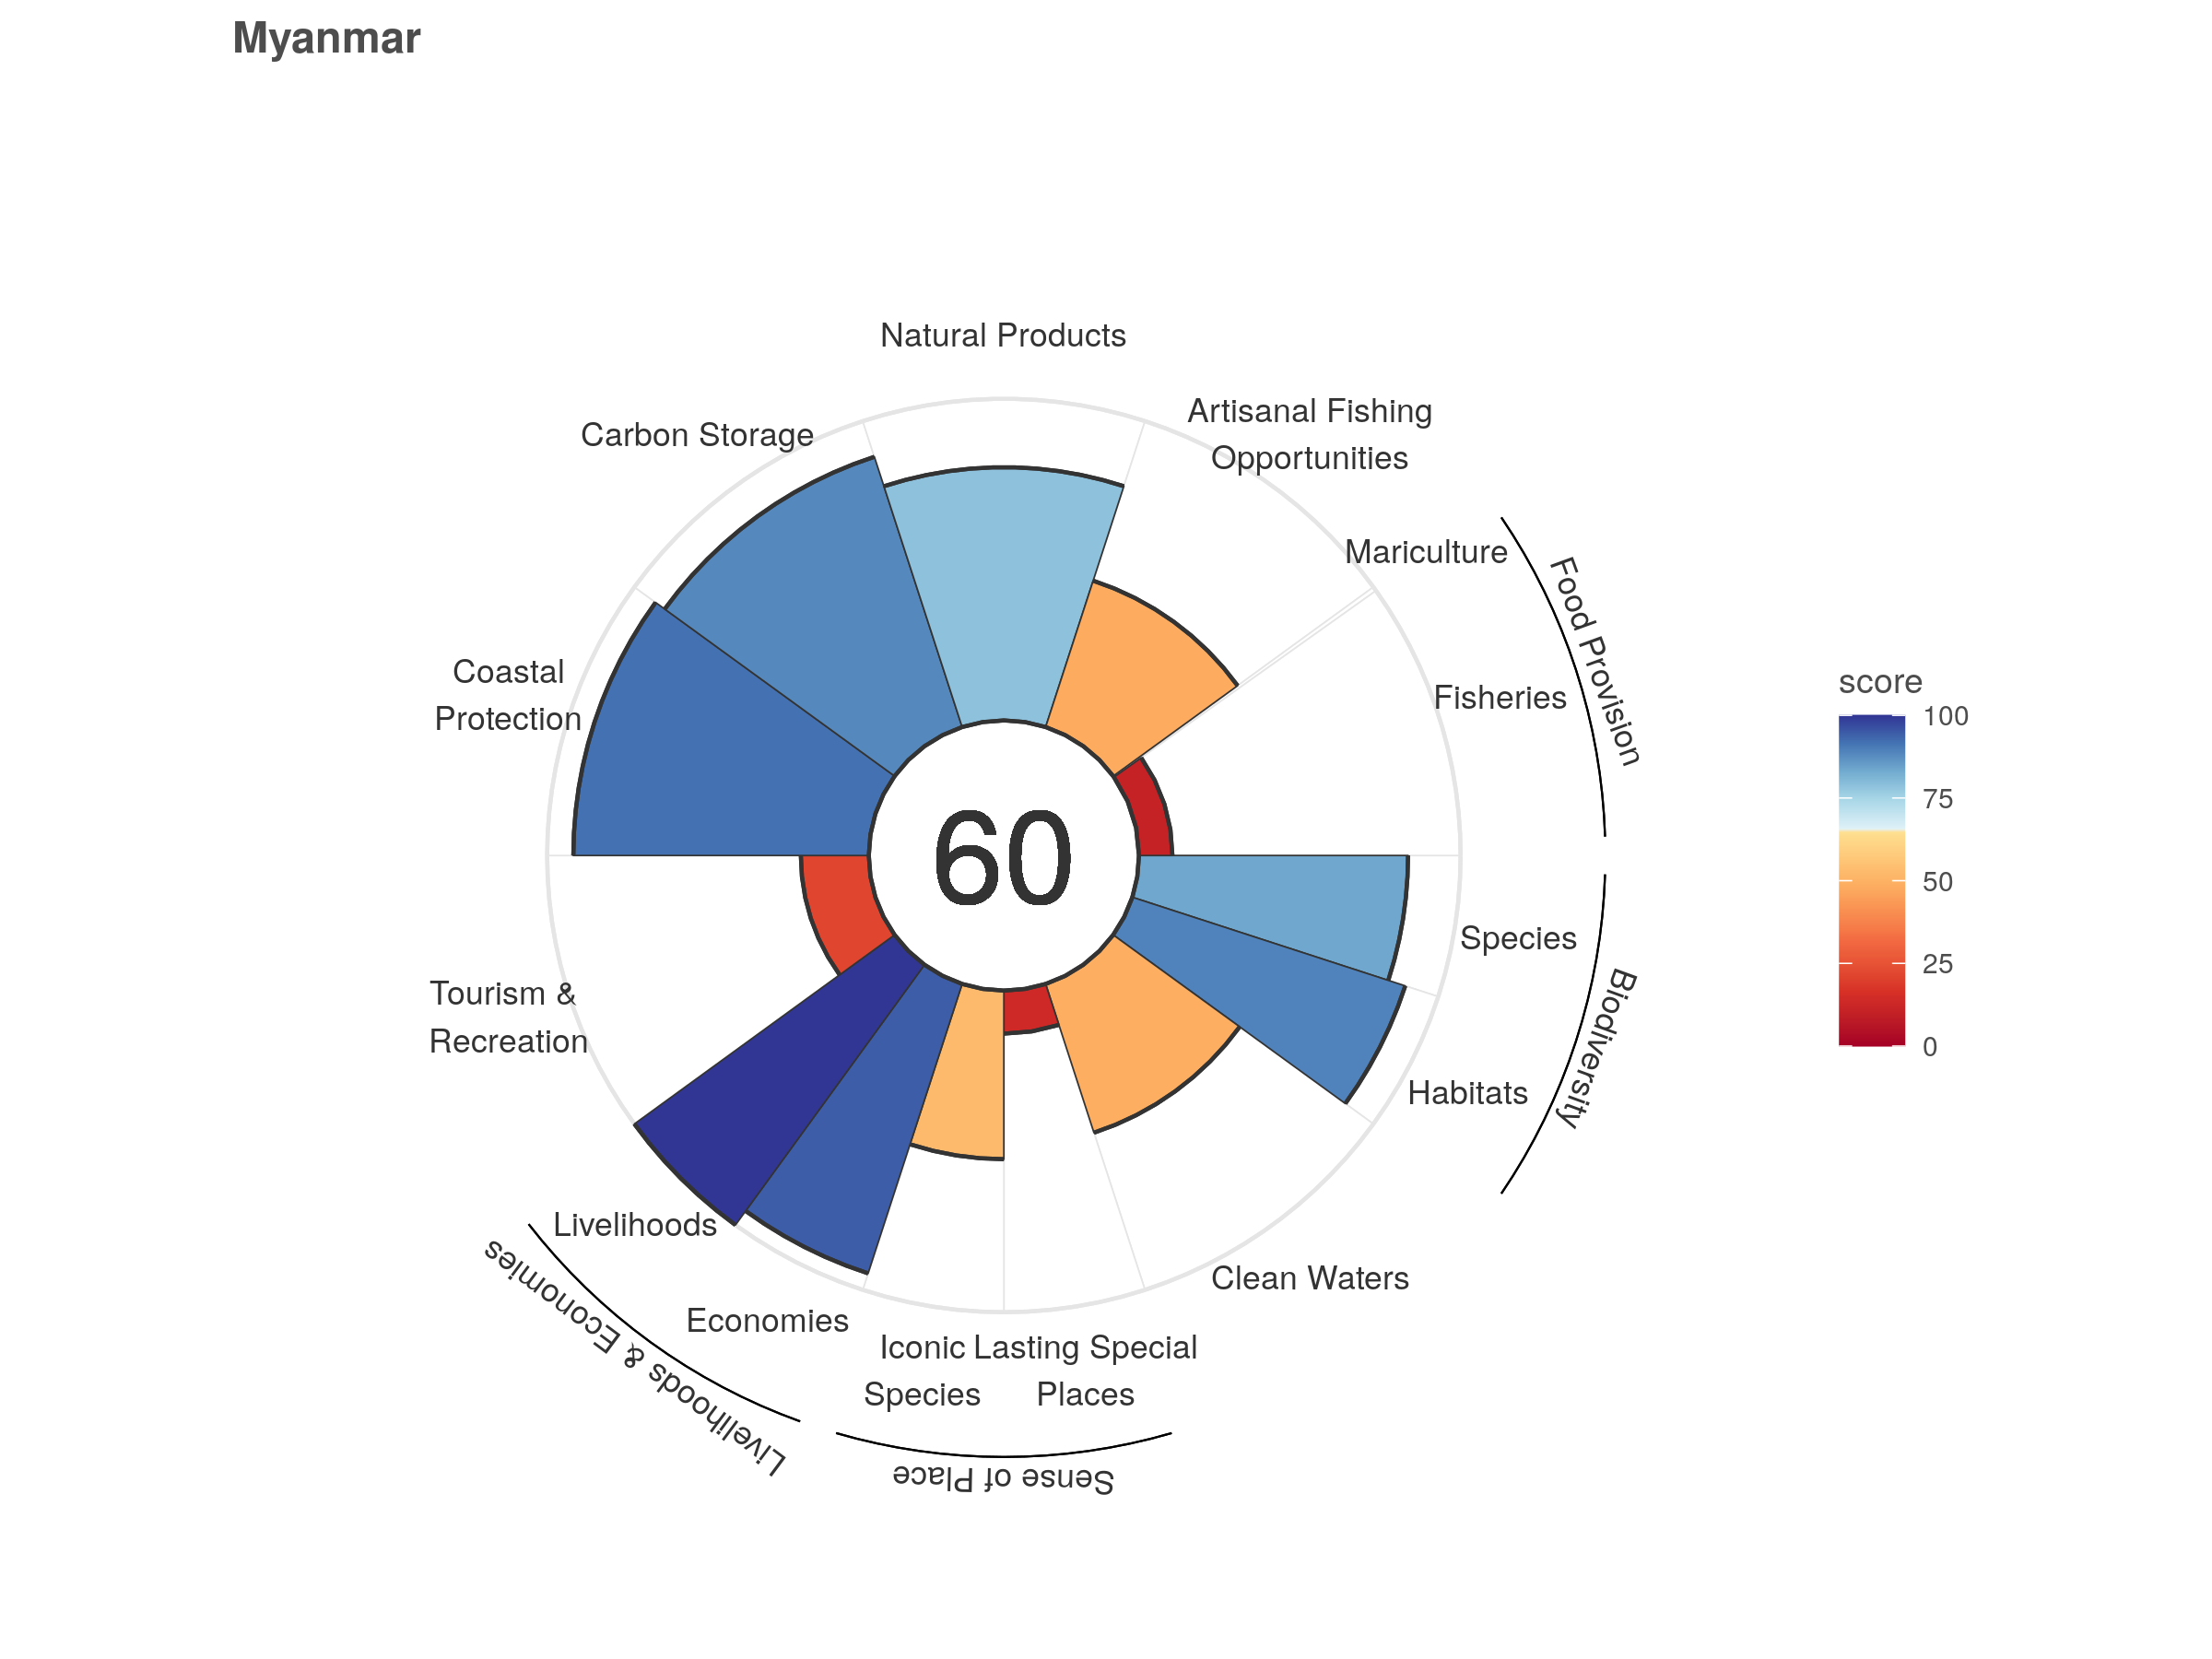 Myanmar
Natural Products
Artisanal Fishing
Opportunities
Carbon Storage
Mariculture
Food Provision
Fisheries
Coastal
Protection
score
100
75
50
25
0
60
Species
Biodiversity
Habitats
Tourism &
Recreation
Livelihoods
Livelihoods & Economies
Economies
Clean Waters
Iconic
Species
Lasting Special
Places
Sense of Place